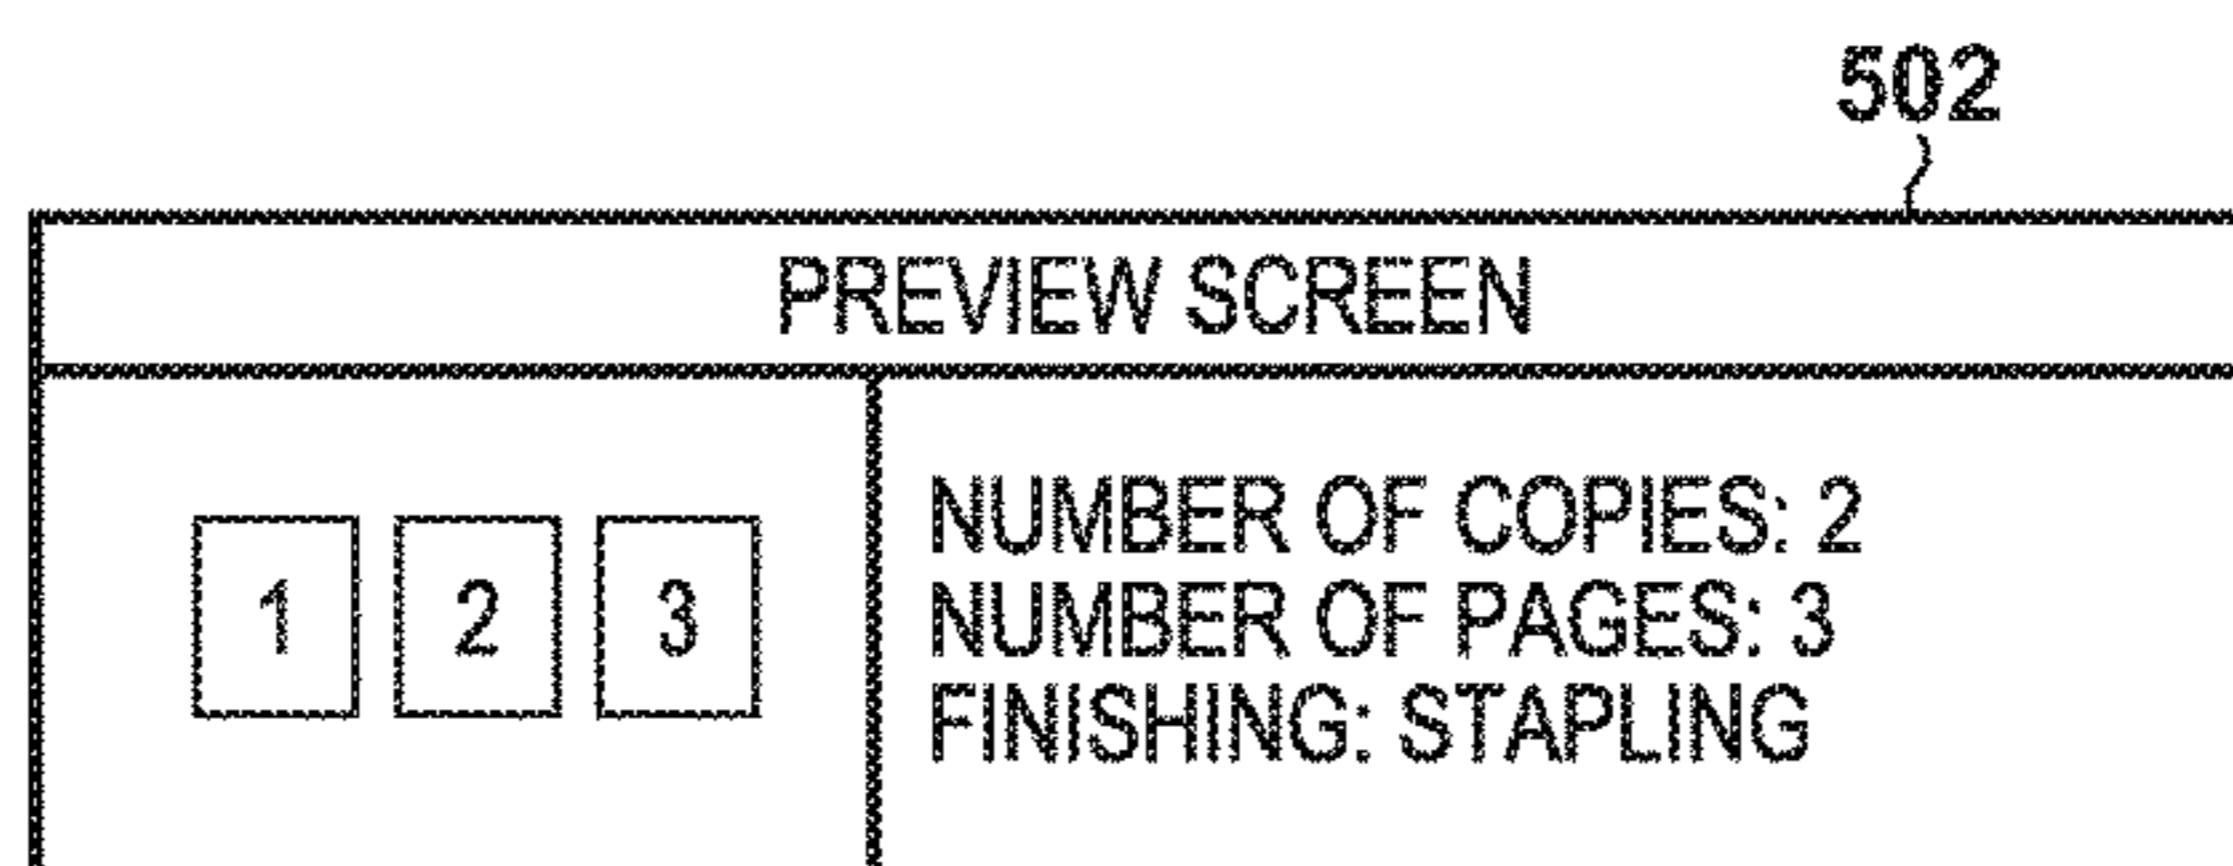 502
PREVIEW SCREEN
1 2 3
NUMBER OF COPIES: 2
NUMBER OF PAGES: 3
FINISHING: STAPLING